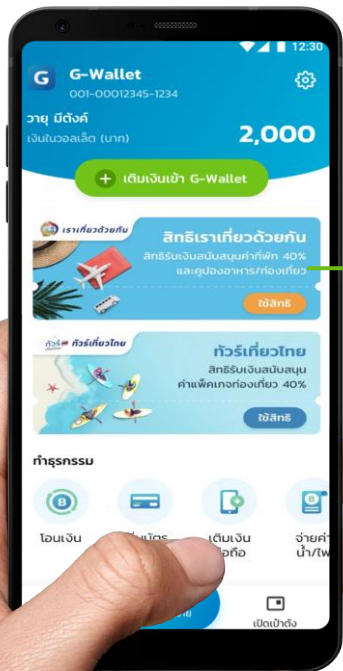 12:30
G G-Wallet
001-00012345-1234
วายุ มีตังค์
เงินในวอลเล็ต (บาท)
2,000
+ เติมเงินเข้า G-Wallet
เราเที่ยวด้วยกัน
สิทธิเราเที่ยวด้วยกัน
สิทธิรับเงินสนับสนุนค่าที่พัก 40%
และคูปองอาหาร/ท่องเที่ยว
ใช้สิทธิ
ทัวร์เที่ยวไทย
ทัวร์เที่ยวไทย
สิทธิรับเงินสนับสนุน
ค่าแพ็คเกจท่องเที่ยว 40%
ใช้สิทธิ
ทำธุรกรรม
B
โอนเงิน
เติมเงิน
จ่ายค่า
น้ำ/ไฟ
เปิดเป๋าตัง